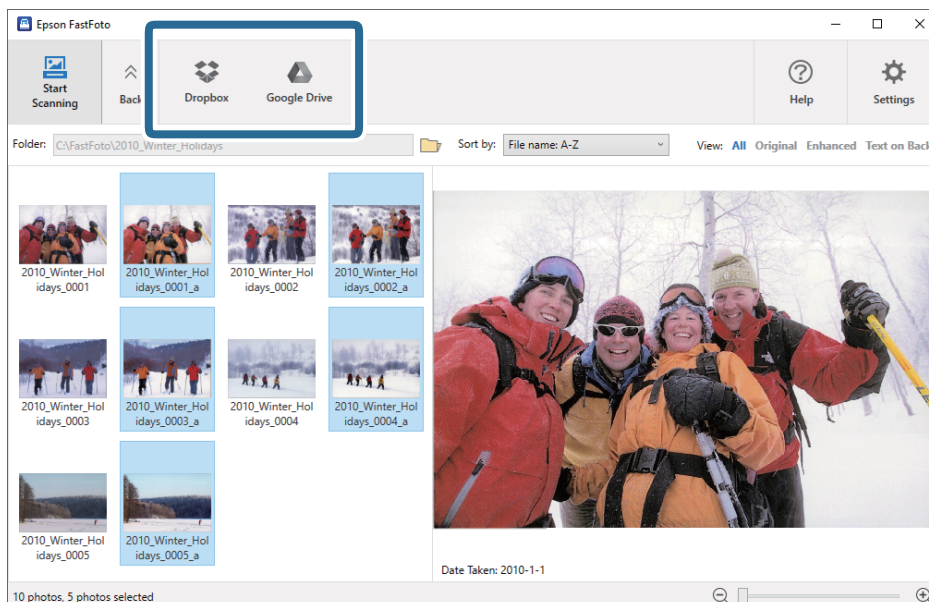 Epson FastFoto
Start
Scanning
Back
Dropbox
Google Drive
Help
Settings
Folder:
C:\FastFoto\2010_Winter_Holidays
Sort by:
File name: A-Z
View:
All
Original
Enhanced
Text on Back
2010_Winter_Hol
idays_0001
2010_Winter_Hol
idays_0001_a
2010_Winter_Hol
idays_0002
2010_Winter_Hol
idays_0002_a
2010_Winter_Hol
idays_0003
2010_Winter_Hol
idays_0003_a
2010_Winter_Hol
idays_0004
2010_Winter_Hol
idays_0004_a
2010_Winter_Hol
idays_0005
2010_Winter_Hol
idays_0005_a
Date Taken: 2010-1-1
10 photos, 5 photos selected